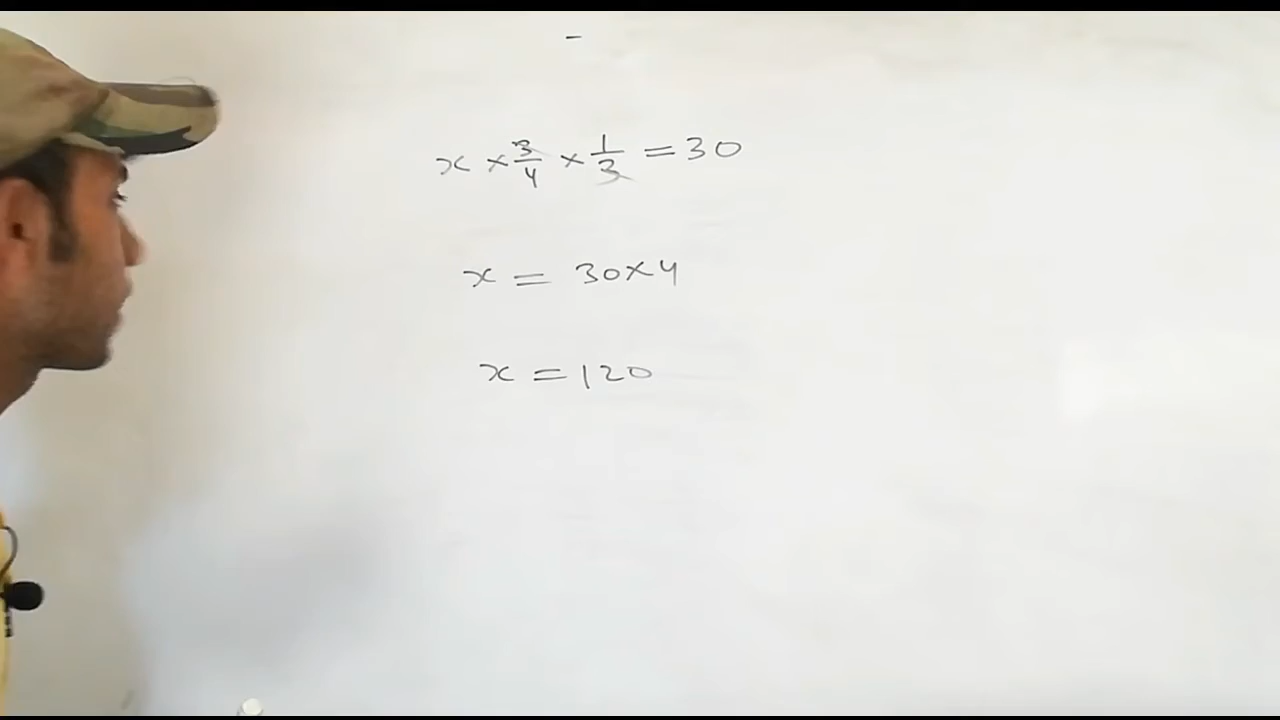 x × 3/4 × 1/3 = 30
x = 30×4
x = 120